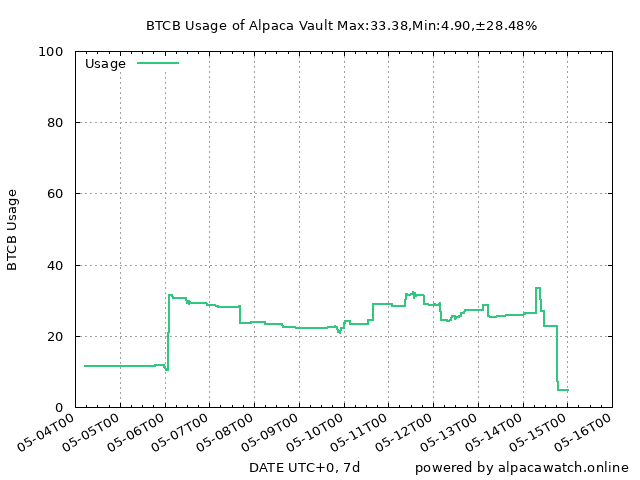 BTCB Usage of Alpaca Vault Max:33.38,Min:4.90,±28.48%
Usage
BTCB Usage
100
80
60
40
20
0
05-04T00
05-05T00
05-06T00
05-07T00
05-08T00
05-09T00
05-10T00
05-11T00
05-12T00
05-13T00
05-14T00
05-15T00
05-16T00
DATE UTC+0, 7d
powered by alpacawatch.online